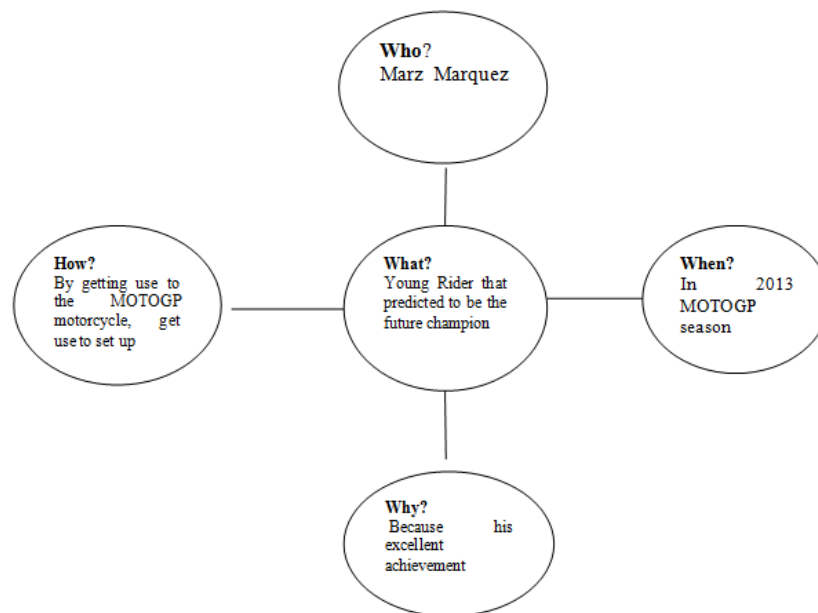 Who?
Marz Marquez
How?
By getting use to
the MOTOGP
motorcycle, get
use to set up
What?
Young Rider that
predicted to be the
future champion
When?
In 2013
MOTOGP
season
Why?
Because his
excellent
achievement